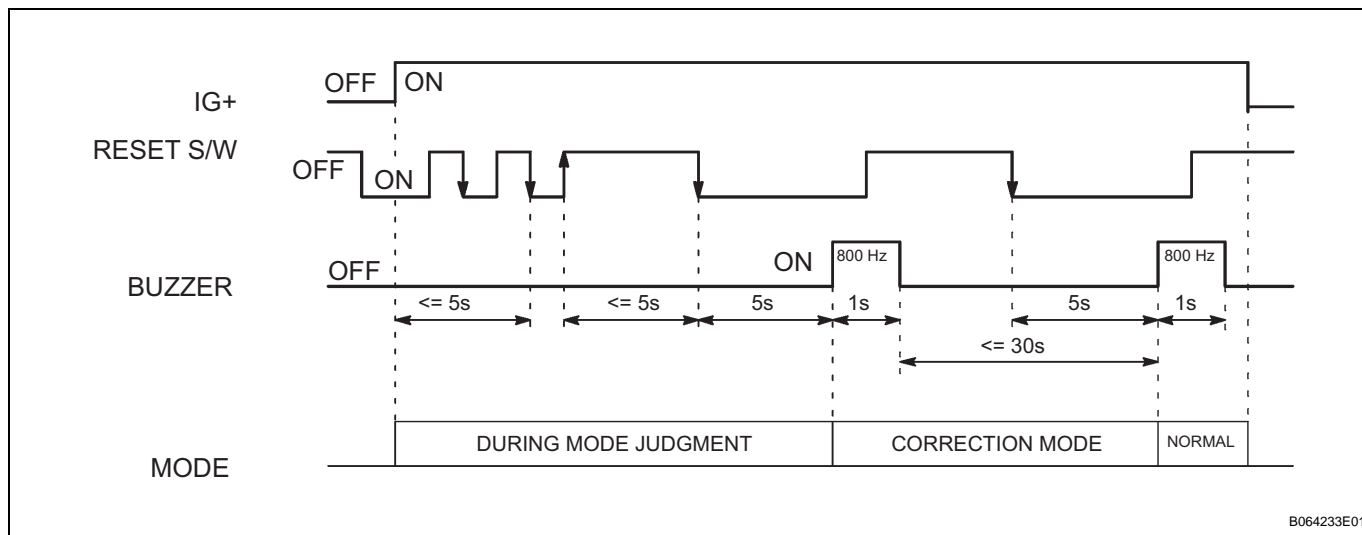 OFF ON
IG+
RESET S/W
OFF ON
OFF ON 800 Hz 800 Hz
BUZZER
<= 5s <= 5s 5s 1s 5s 1s
<= 30s
DURING MODE JUDGMENT CORRECTION MODE NORMAL
MODE
B064233E01